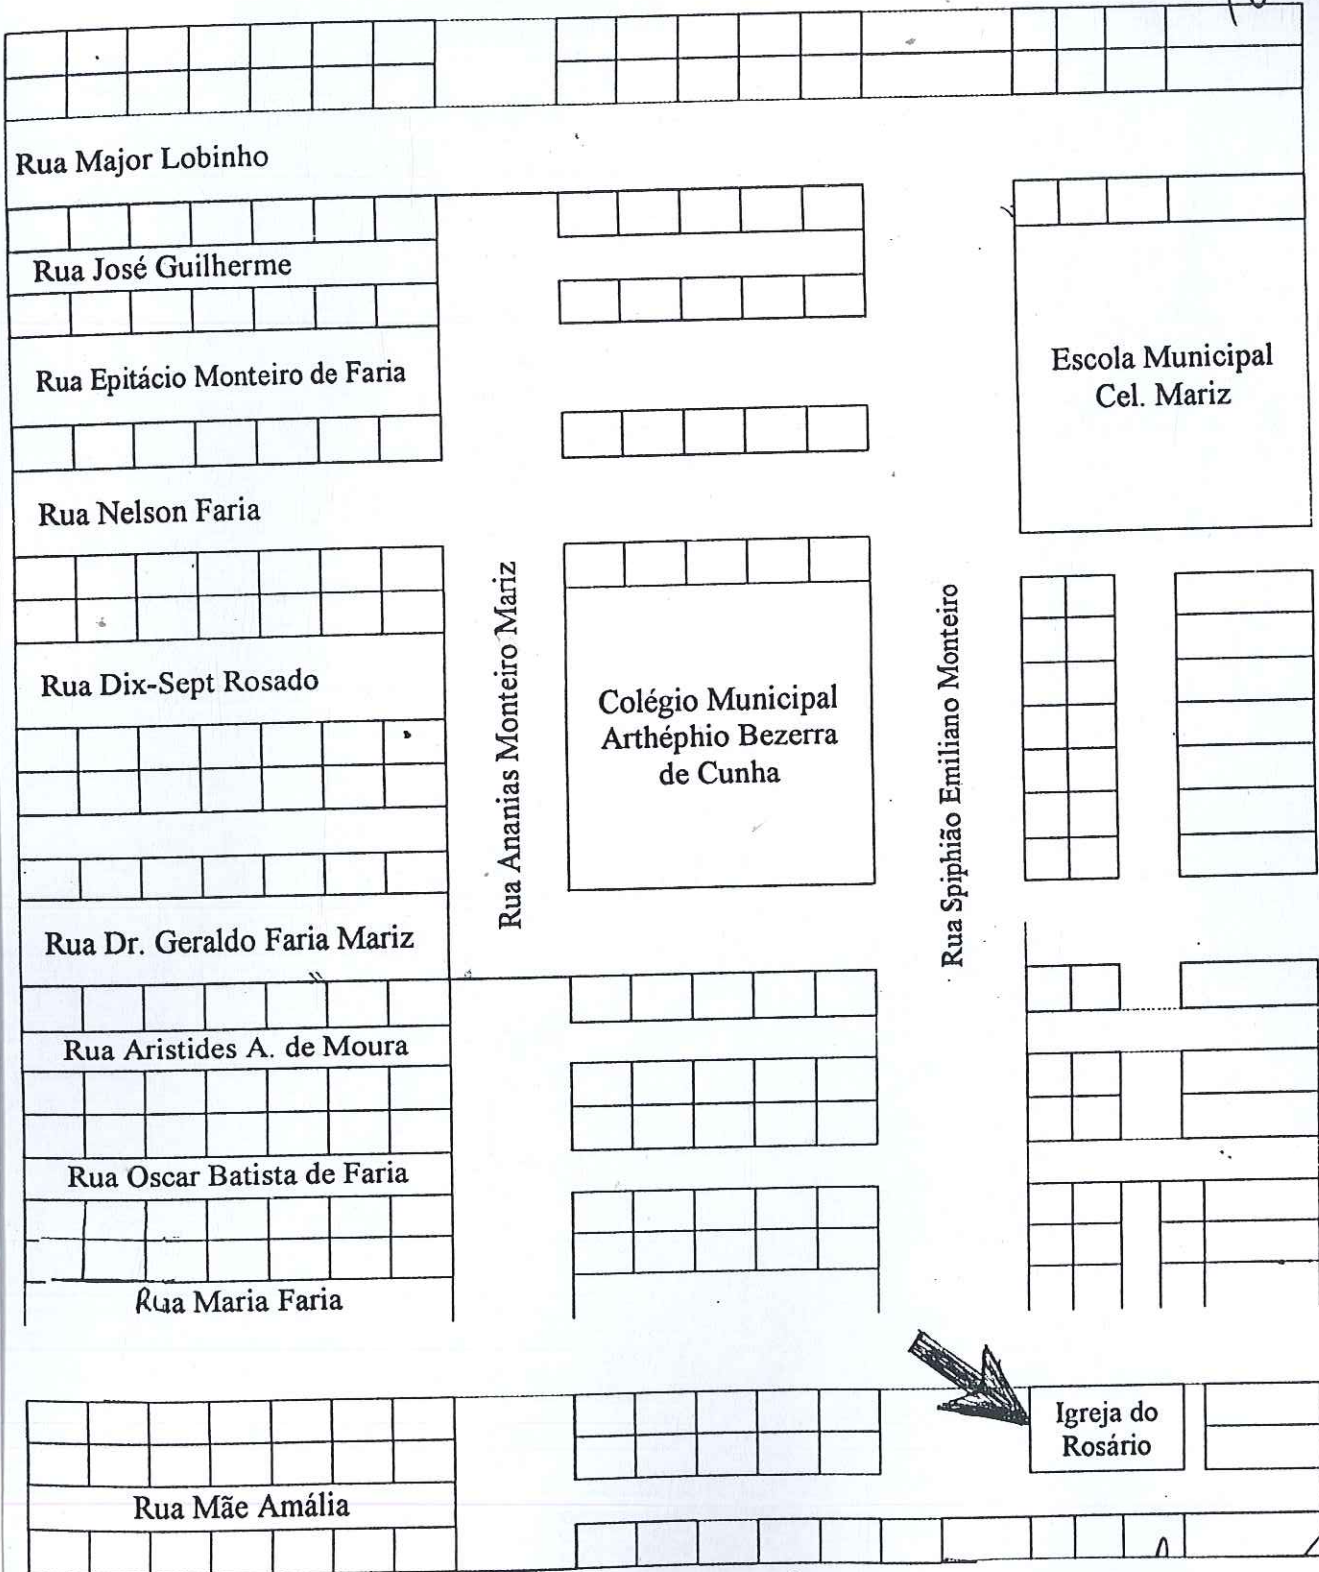 Rua Major Lobinho
Rua José Guilherme
Rua Epitácio Monteiro de Faria
Escola Municipal
Cel. Mariz
Rua Nelson Faria
Rua Ananias Monteiro Mariz
Rua Spiphião Emiliano Monteiro
Rua Dix-Sept Rosado
Colégio Municipal
Arthéphio Bezerra
de Cunha
Rua Dr. Geraldo Faria Mariz
Rua Aristides A. de Moura
Rua Oscar Batista de Faria
Rua Maria Faria
Igreja do
Rosário
Rua Mãe Amália